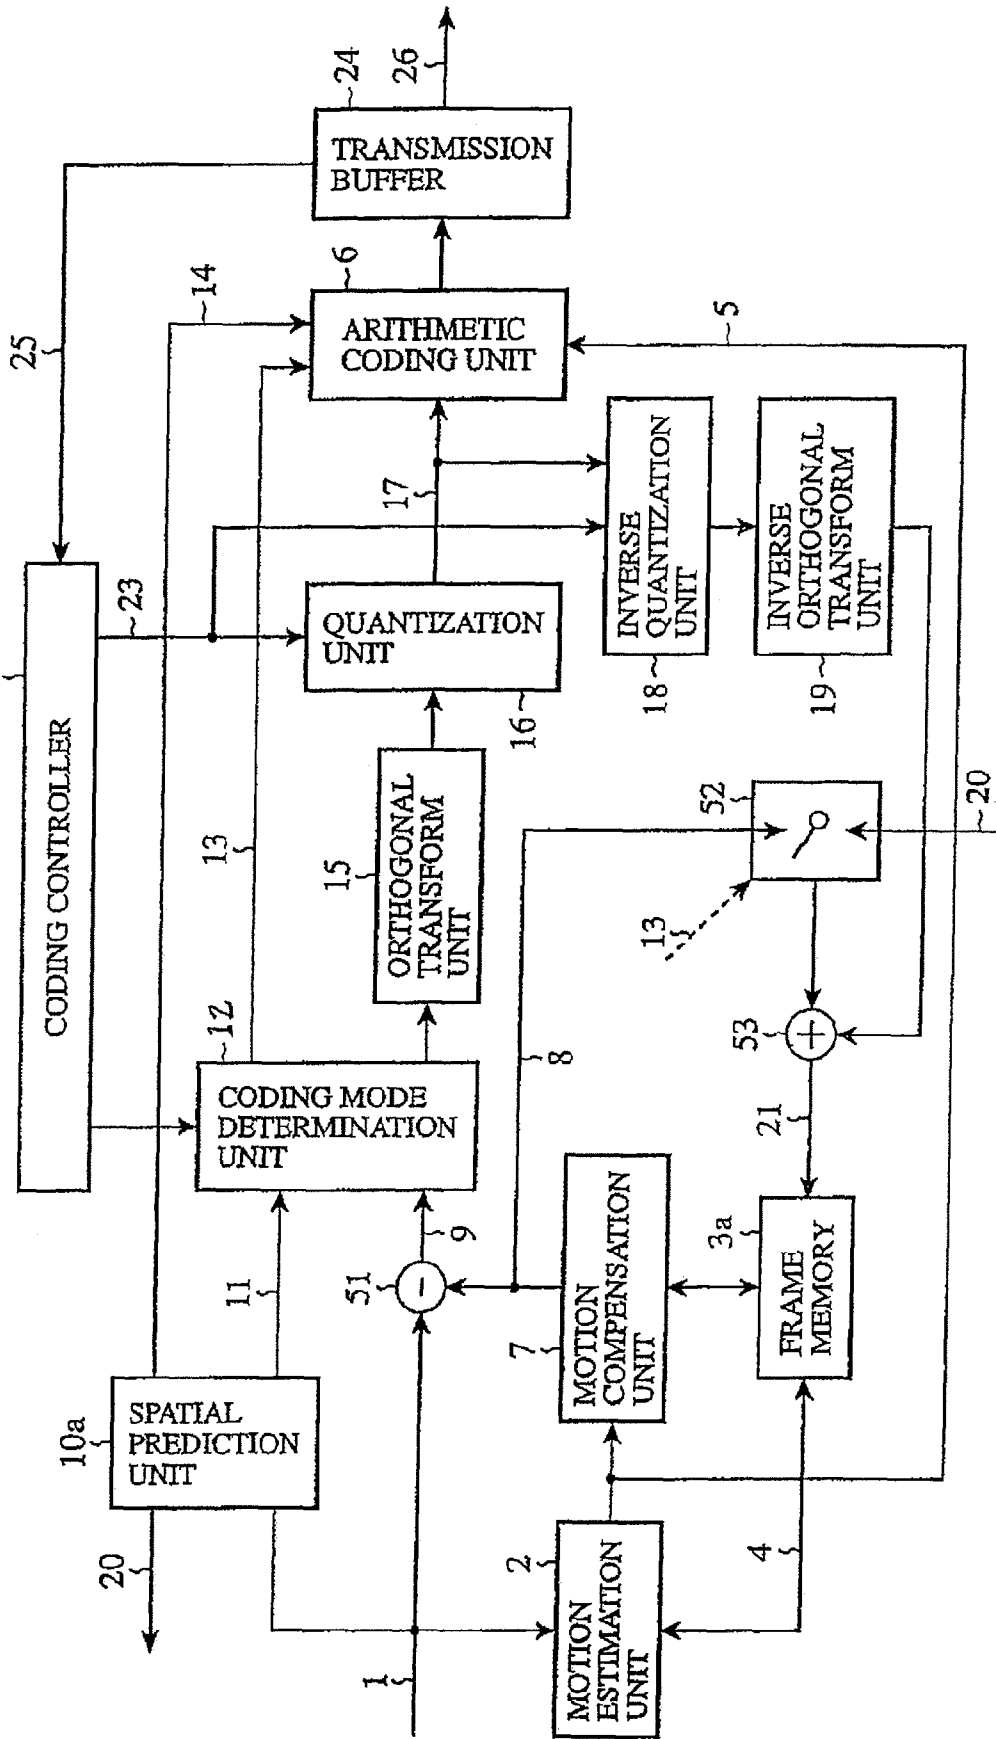 CODING CONTROLLER
25
23
14
13
10a
SPATIAL
PREDICTION
UNIT
20
11
12
CODING MODE
DETERMINATION
UNIT
15
ORTHOGONAL
TRANSFORM
UNIT
QUANTIZATION
UNIT
16
17
6
ARITHMETIC
CODING UNIT
24
TRANSMISSION
BUFFER
26
1
51
-
9
8
2
MOTION
ESTIMATION
UNIT
7
MOTION
COMPENSATION
UNIT
4
3a
FRAME
MEMORY
21
53
+
13
52
20
INVERSE
QUANTIZATION
UNIT
18
INVERSE
ORTHOGONAL
TRANSFORM
UNIT
19
5